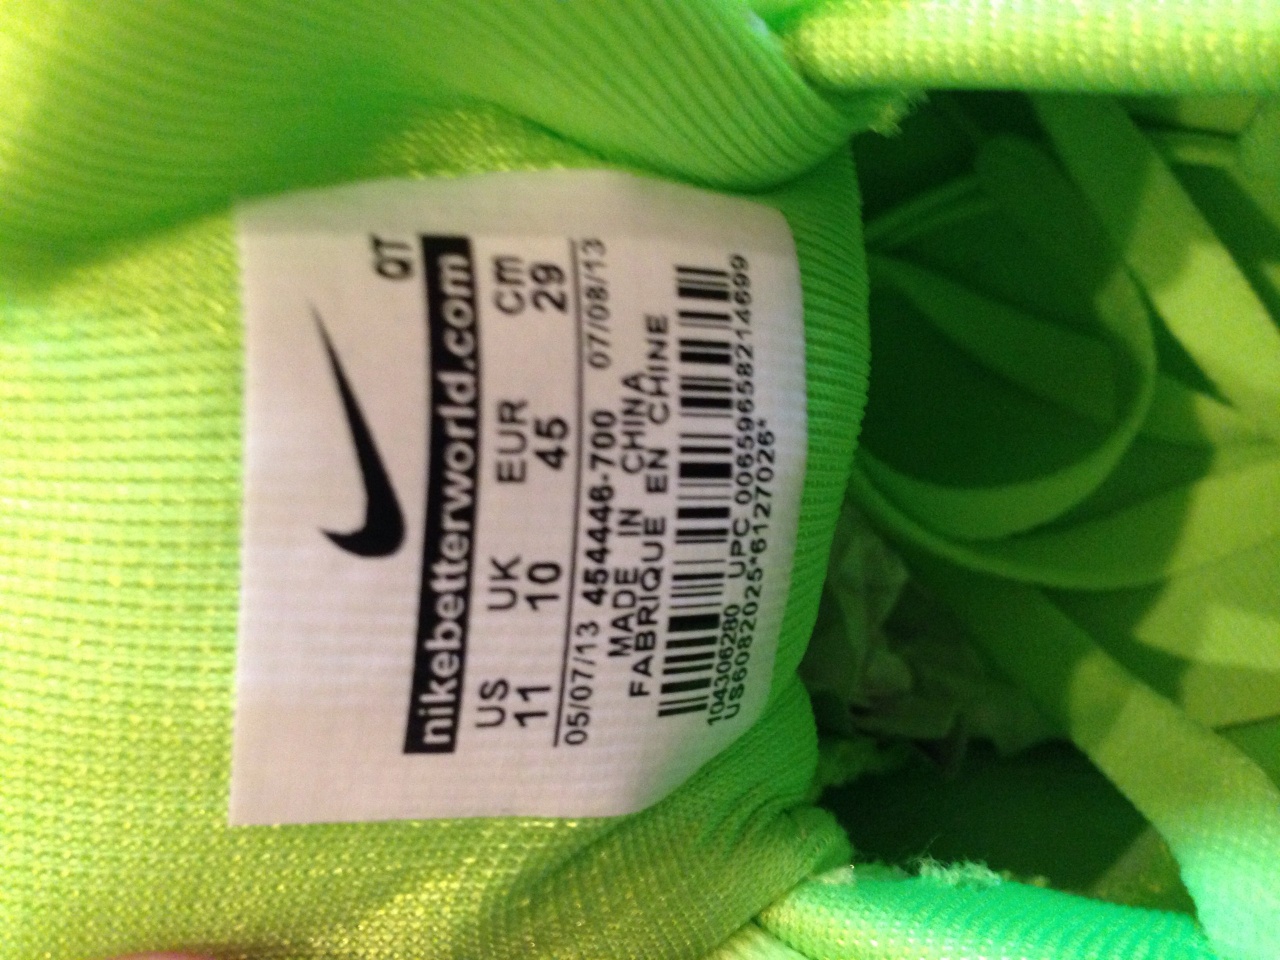 QT
nikebetterworld.com
US UK EUR cm
11 10 45 29
05/07/13 454446-700 07/08/13
MADE IN CHINA
FABRIQUE EN CHINE
104306280 UPC 00659658214699
US6082025*6127026*